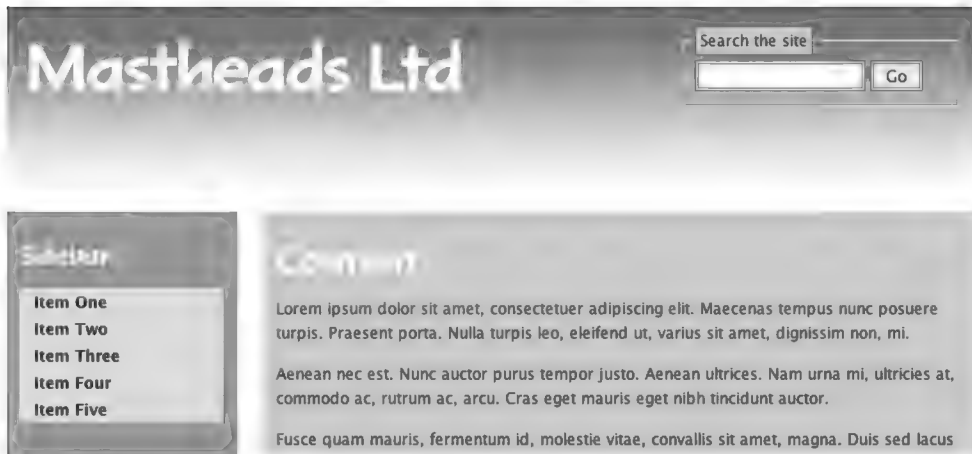 Mastheads Ltd
Search the site
Go
Sidebar
Item One
Item Two
Item Three
Item Four
Item Five
Content
Lorem ipsum dolor sit amet, consectetuer adipiscing elit. Maecenas tempus nunc posuere
turpis. Praesent porta. Nulla turpis leo, eleifend ut, varius sit amet, dignissim non, mi.
Aenean nec est. Nunc auctor purus tempor justo. Aenean ultrices. Nam urna mi, ultricies at,
commodo ac, rutrum ac, arcu. Cras eget mauris eget nibh tincidunt auctor.
Fusce quam mauris, fermentum id, molestie vitae, convallis sit amet, magna. Duis sed lacus